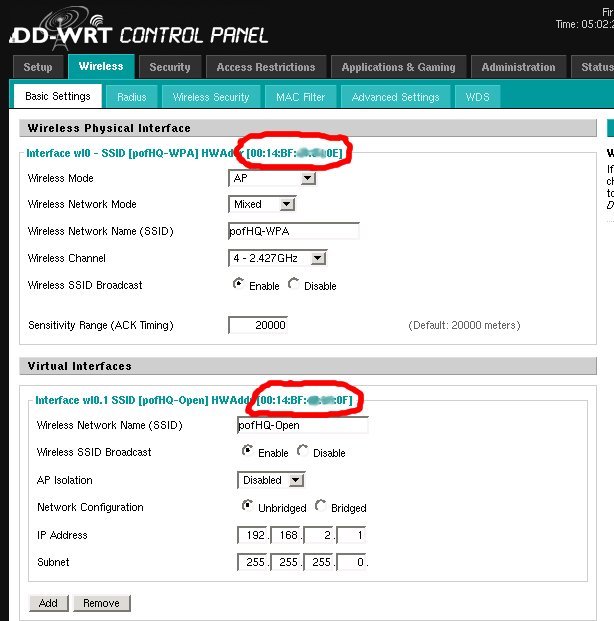 DD-WRT CONTROL PANEL
Time: 05:02:
Setup Wireless Security Access Restrictions Applications & Gaming Administration Status
Basic Settings Radius Wireless Security MAC Filter Advanced Settings WDS
Wireless Physical Interface
Interface wl0 - SSID [pofHQ-WPA] HWAddr [00:14:BF: 0E]
Wireless Mode AP
Wireless Network Mode Mixed
Wireless Network Name (SSID) pofHQ-WPA
Wireless Channel 4 - 2.427GHz
Wireless SSID Broadcast Enable Disable
Sensitivity Range (ACK Timing) 20000 (Default: 20000 meters)
Virtual Interfaces
Interface wl0.1 SSID [pofHQ-Open] HWAddr [00:14:BF: :0F]
Wireless Network Name (SSID) pofHQ-Open
Wireless SSID Broadcast Enable Disable
AP Isolation Disabled
Network Configuration Unbridged Bridged
IP Address 192. 168. 2. 1
Subnet 255. 255. 255. 0.
Add Remove